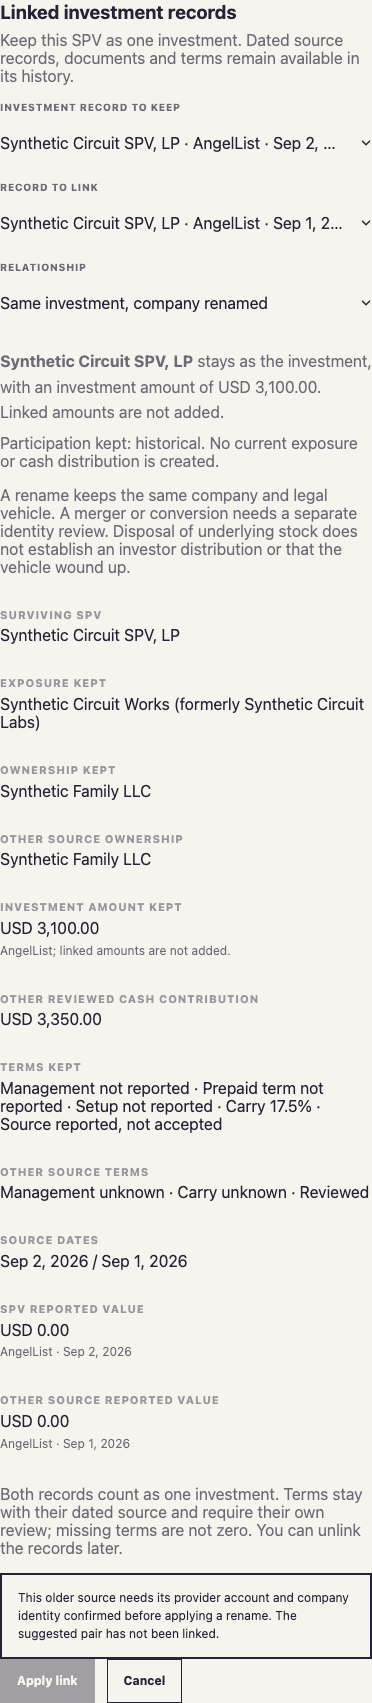 Linked investment records
Keep this SPV as one investment. Dated source
records, documents and terms remain available in
its history.
INVESTMENT RECORD TO KEEP
Synthetic Circuit SPV, LP · AngelList · Sep 2, ...
RECORD TO LINK
Synthetic Circuit SPV, LP · AngelList · Sep 1, 2...
RELATIONSHIP
Same investment, company renamed
Synthetic Circuit SPV, LP stays as the investment,
with an investment amount of USD 3,100.00.
Linked amounts are not added.
Participation kept: historical. No current exposure
or cash distribution is created.
A rename keeps the same company and legal
vehicle. A merger or conversion needs a separate
identity review. Disposal of underlying stock does
not establish an investor distribution or that the
vehicle wound up.
SURVIVING SPV
Synthetic Circuit SPV, LP
EXPOSURE KEPT
Synthetic Circuit Works (formerly Synthetic Circuit
Labs)
OWNERSHIP KEPT
Synthetic Family LLC
OTHER SOURCE OWNERSHIP
Synthetic Family LLC
INVESTMENT AMOUNT KEPT
USD 3,100.00
AngelList; linked amounts are not added.
OTHER REVIEWED CASH CONTRIBUTION
USD 3,350.00
TERMS KEPT
Management not reported · Prepaid term not
reported · Setup not reported · Carry 17.5% ·
Source reported, not accepted
OTHER SOURCE TERMS
Management unknown · Carry unknown · Reviewed
SOURCE DATES
Sep 2, 2026 / Sep 1, 2026
SPV REPORTED VALUE
USD 0.00
AngelList · Sep 2, 2026
OTHER SOURCE REPORTED VALUE
USD 0.00
AngelList · Sep 1, 2026
Both records count as one investment. Terms stay
with their dated source and require their own
review; missing terms are not zero. You can unlink
the records later.
This older source needs its provider account and company
identity confirmed before applying a rename. The
suggested pair has not been linked.
Apply link
Cancel